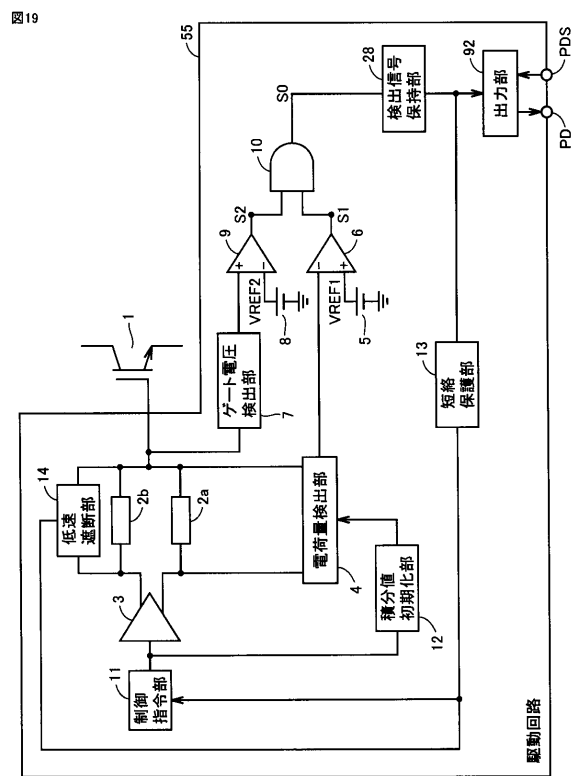 図19
55
28
検出信号
保持部
92
出力部
PDS
PD
S0
10
S2
S1
9
6
+
−
−
+
VREF2
VREF1
8
5
1
ゲート電圧
検出部
7
13
短絡
保護部
14
低速
遮断部
2b
2a
電荷量検出部
4
3
積分値
初期化部
12
11
制御
指令部
駆動回路